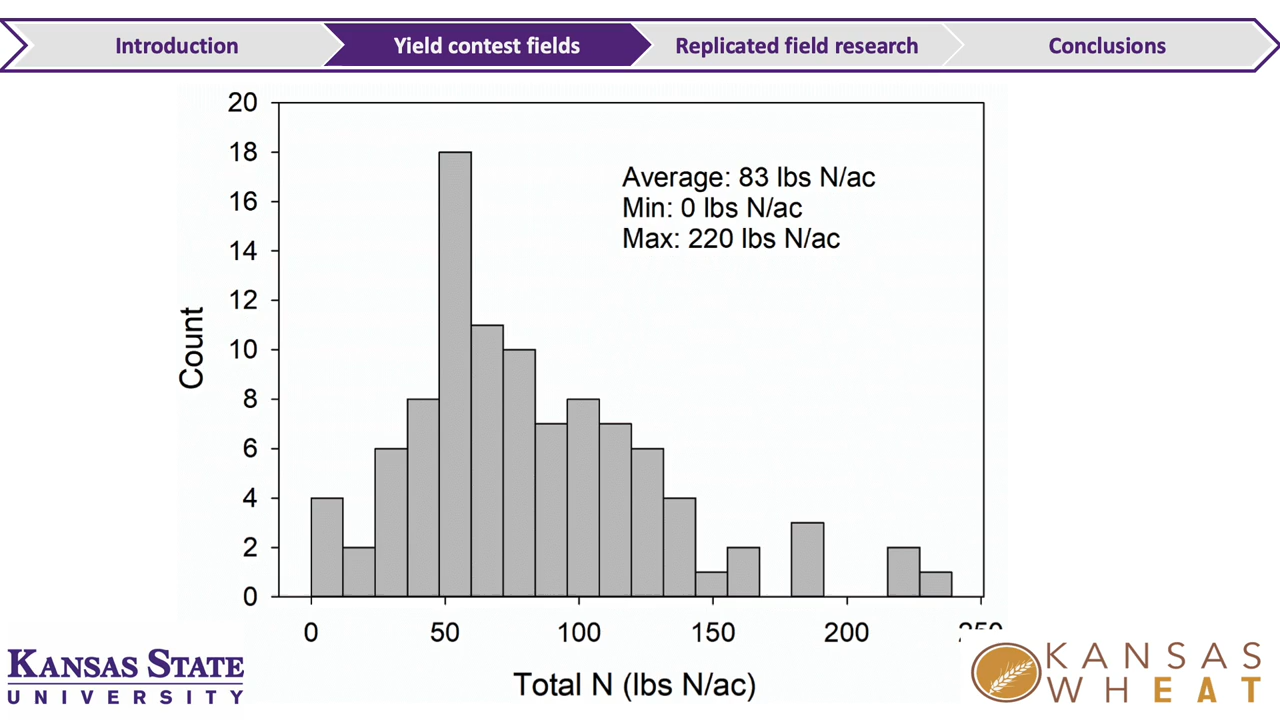 Introduction
Yield contest fields
Replicated field research
Conclusions
20
18
16
14
12
10
8
6
4
2
0
Count
Average: 83 lbs N/ac
Min: 0 lbs N/ac
Max: 220 lbs N/ac
0 50 100 150 200 250
Total N (lbs N/ac)
KANSAS STATE
UNIVERSITY
KANSAS
WHEAT